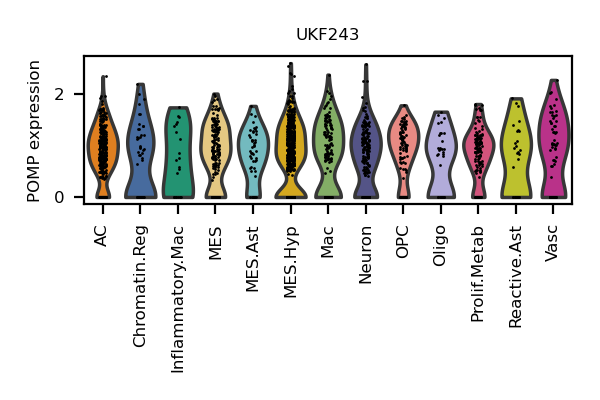 UKF243
POMP expression
2
0
AC
Chromatin.Reg
Inflammatory.Mac
MES
MES.Ast
MES.Hyp
Mac
Neuron
OPC
Oligo
Prolif.Metab
Reactive.Ast
Vasc